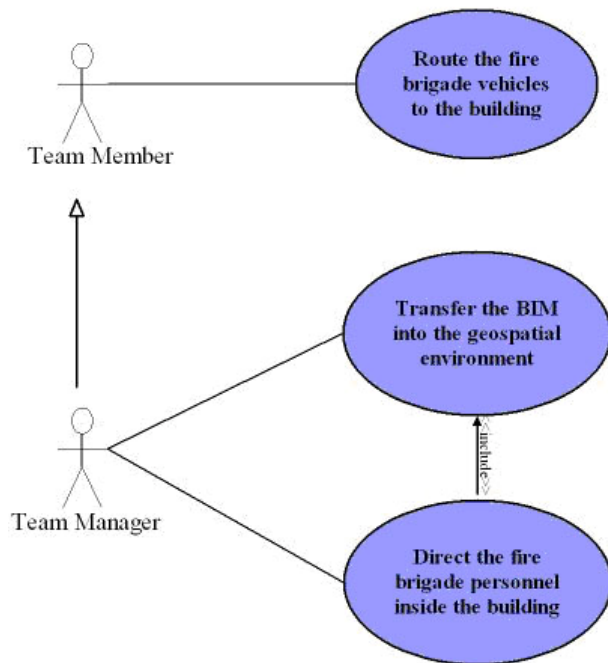 Route the fire
brigade vehicles
to the building
Team Member
Transfer the BIM
into the geospatial
environment
<<include>>
Team Manager
Direct the fire
brigade personnel
inside the building